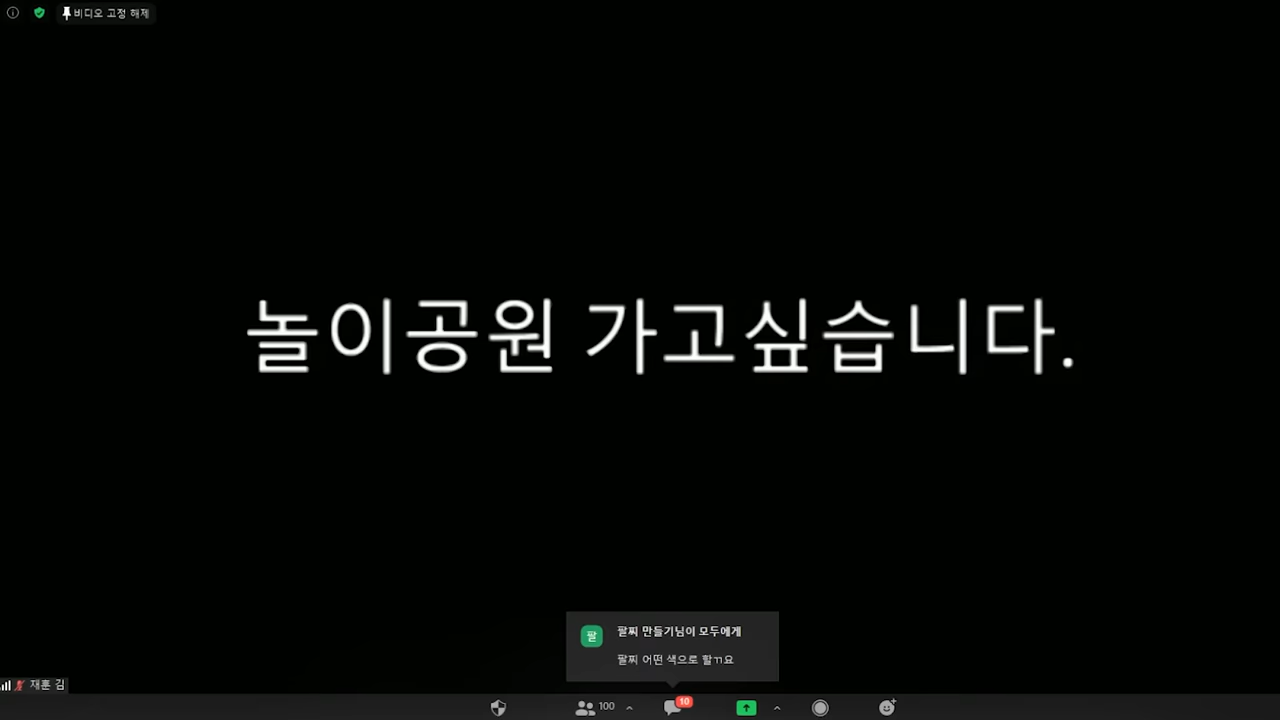 비디오 고정 해제
놀이공원 가고싶습니다.
팔
팔찌 만들기님이 모두에게
팔찌 어떤 색으로 할ㄲ요
재훈 김
100
10